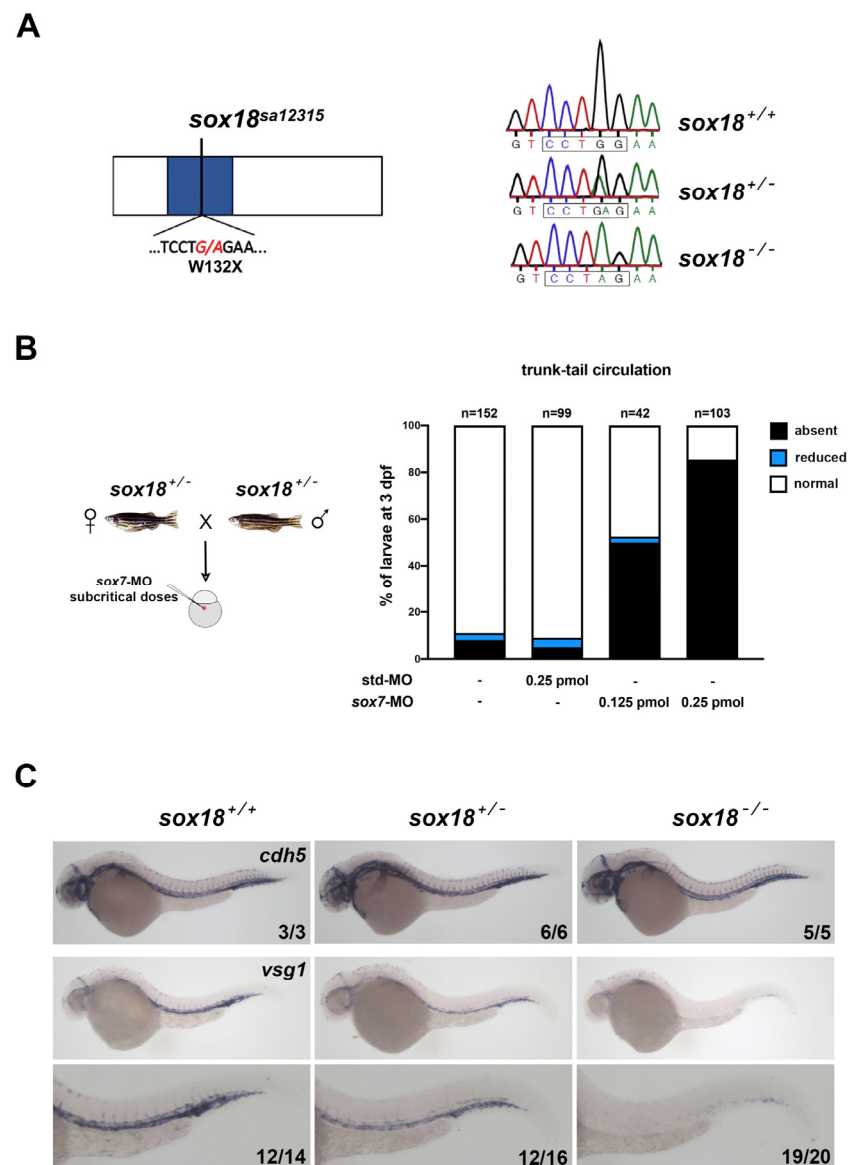 A
sox18sa12315
...TCCTG/AGAA...
W132X
G T C C T G G A A
sox18+/+
G T C C T G A G A A
sox18+/-
G T C C T A G A A
sox18-/-
B
sox18+/-
sox18+/-
♀ X ♂
sox7-MO
subcritical doses
trunk-tail circulation
n=152 n=99 n=42 n=103
absent
reduced
normal
% of larvae at 3 dpf
100
80
60
40
20
0
std-MO - 0.25 pmol - -
sox7-MO - - 0.125 pmol 0.25 pmol
C
sox18+/+ sox18+/- sox18-/-
cdh5
3/3 6/6 5/5
vsg1
12/14 12/16 19/20